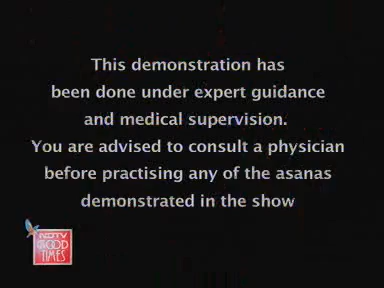 This demonstration has
been done under expert guidance
and medical supervision.
You are advised to consult a physician
before practising any of the asanas
demonstrated in the show
NDTV
GOOD
TIMES